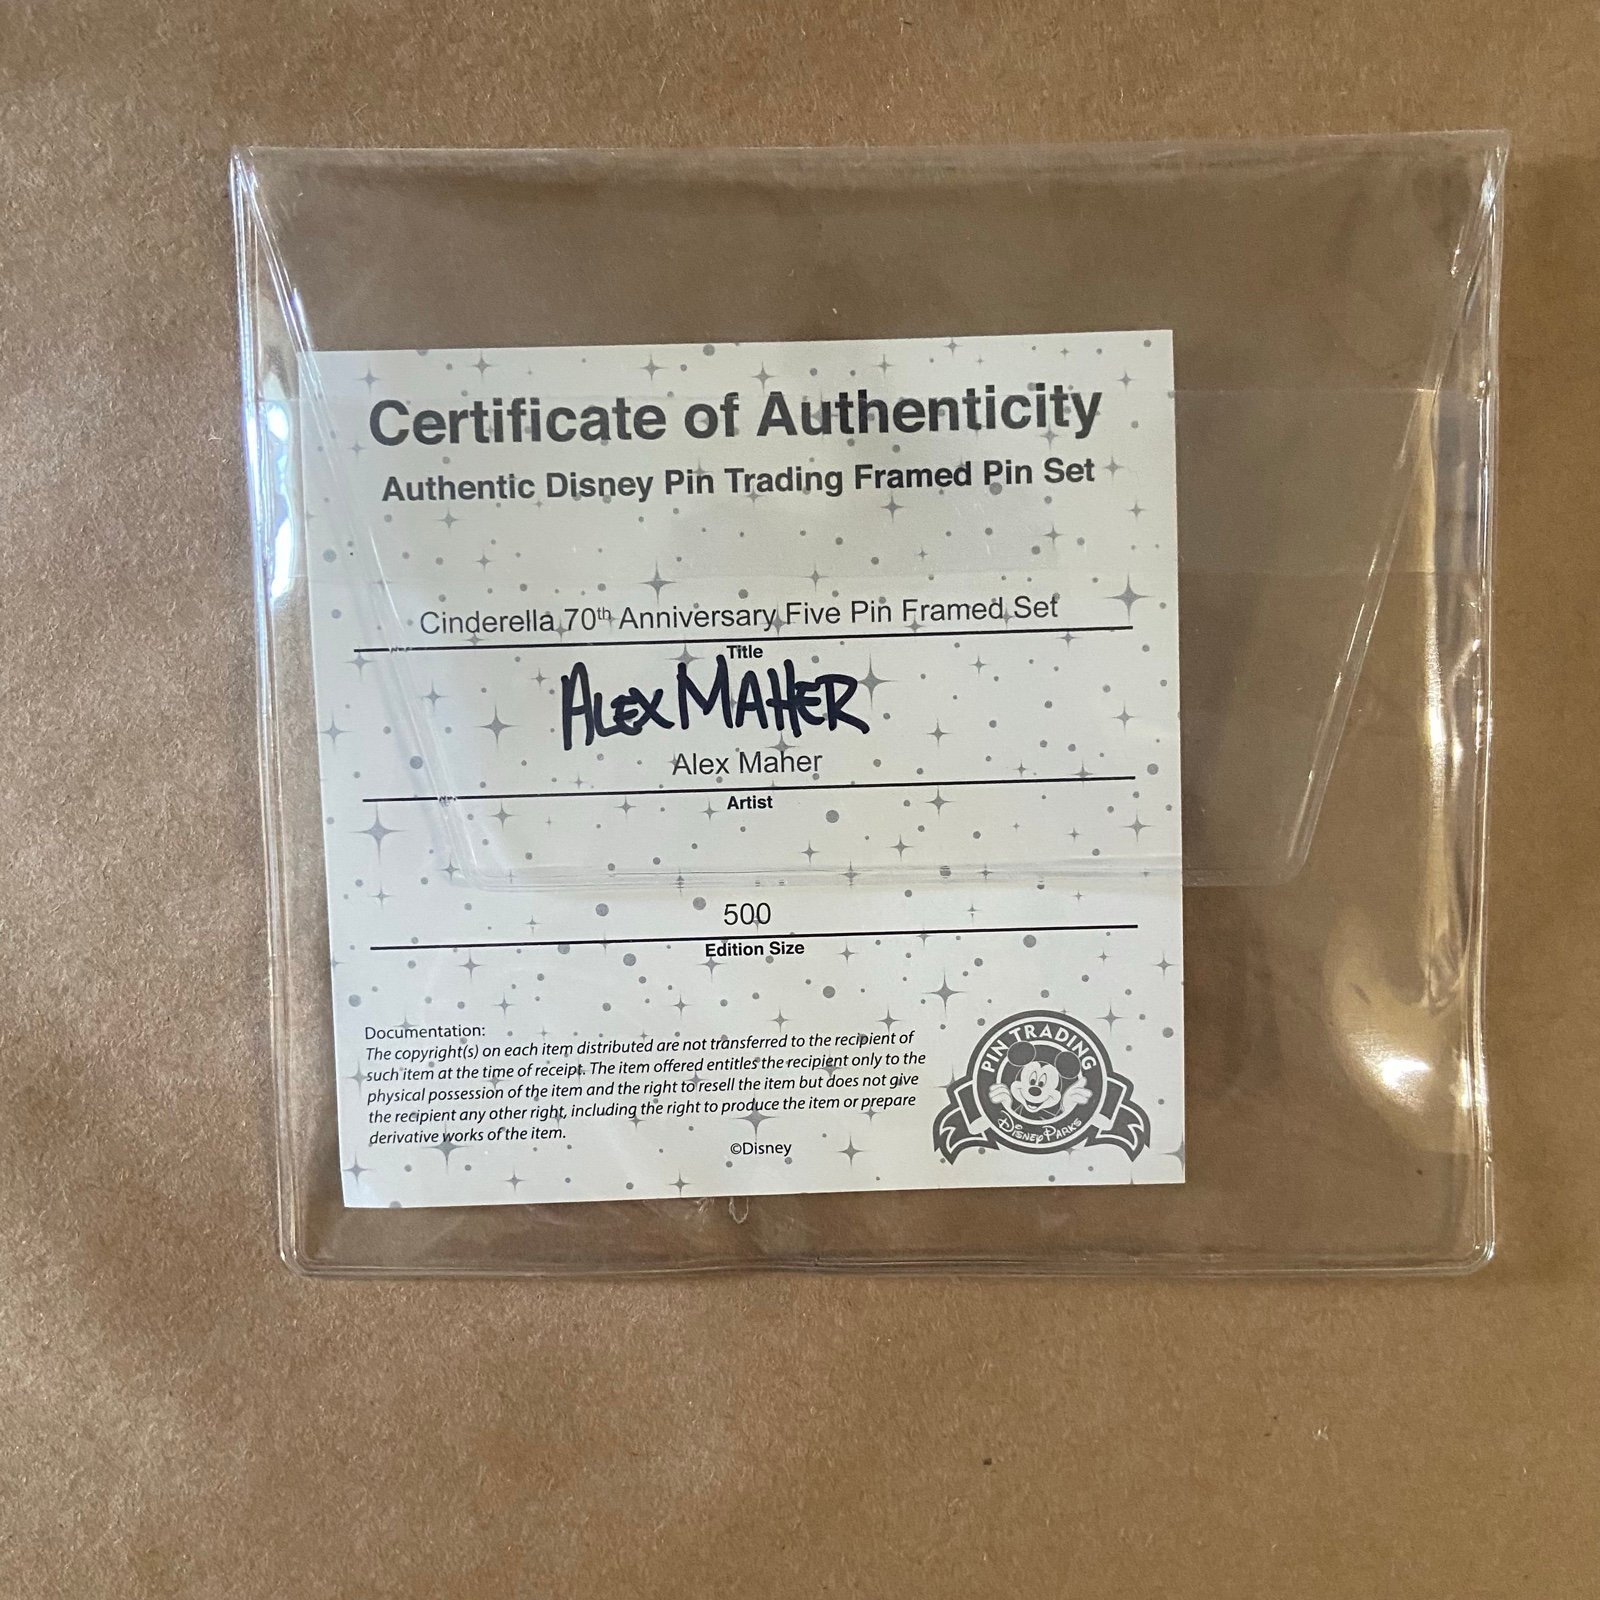 Certificate of Authenticity
Authentic Disney Pin Trading Framed Pin Set
Cinderella 70th Anniversary Five Pin Framed Set
Title
ALEX MAHER
Alex Maher
Artist
500
Edition Size
Documentation:
The copyright(s) on each item distributed are not transferred to the recipient of
such item at the time of receipt. The item offered entitles the recipient only to the
physical possession of the item and the right to resell the item but does not give
the recipient any other right, including the right to produce the item or prepare
derivative works of the item.
©Disney
PIN TRADING
DISNEY PARKS